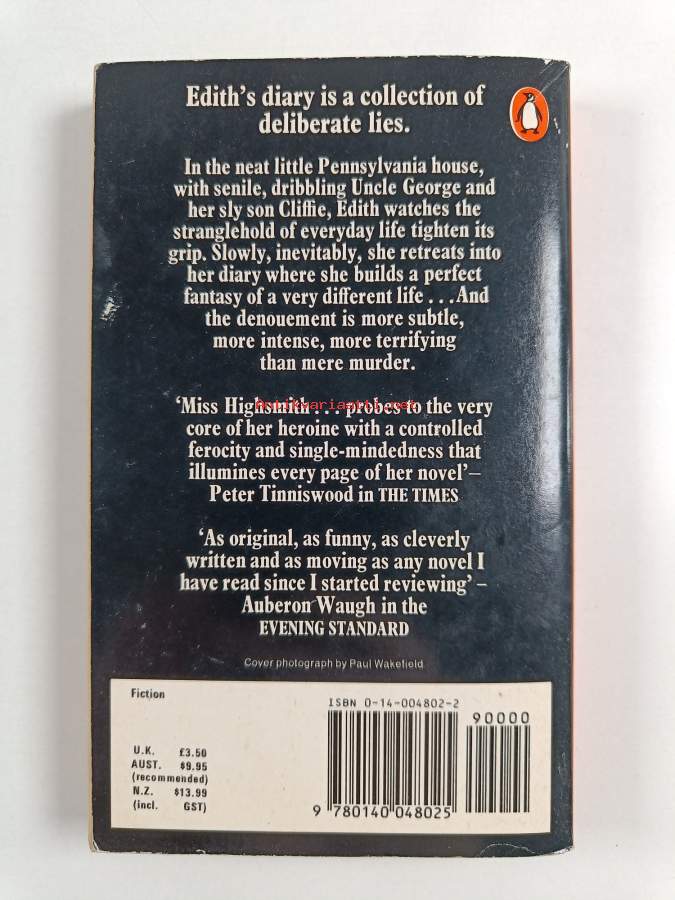 Edith's diary is a collection of
deliberate lies.
In the neat little Pennsylvania house,
with senile, dribbling Uncle George and
her sly son Cliffie, Edith watches the
stranglehold of everyday life tighten its
grip. Slowly, inevitably, she retreats into
her diary where she builds a perfect
fantasy of a very different life . . . And
the denouement is more subtle,
more intense, more terrifying
than mere murder.
Antikvariaatti.net
‘Miss Highsmith . . . probes to the very
core of her heroine with a controlled
ferocity and single-mindedness that
illumines every page of her novel’ –
Peter Tinniswood in THE TIMES
‘As original, as funny, as cleverly
written and as moving as any novel I
have read since I started reviewing’ –
Auberon Waugh in the
EVENING STANDARD
Cover photograph by Paul Wakefield
Fiction
U.K. £3.50
AUST. $9.95
(recommended)
N.Z. $13.99
(incl. GST)
ISBN 0-14-004802-2
90000
9 780140 048025